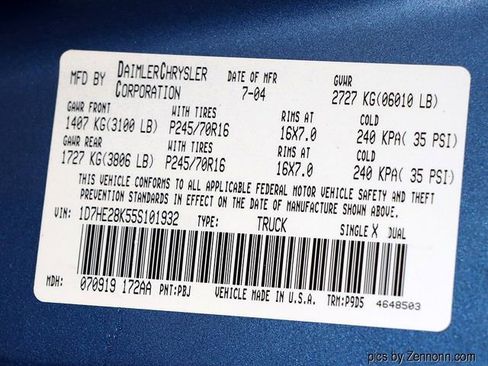 MFD BY DAIMLERCHRYSLER CORPORATION DATE OF MFR 7-04 GVWR 2727 KG(06010 LB)
GAWR FRONT WITH TIRES RIMS AT COLD
1407 KG(3100 LB) P245/70R16 16X7.0 240 KPA( 35 PSI)
GAWR REAR WITH TIRES RIMS AT COLD
1727 KG(3806 LB) P245/70R16 16X7.0 240 KPA( 35 PSI)
THIS VEHICLE CONFORMS TO ALL APPLICABLE FEDERAL MOTOR VEHICLE SAFETY AND THEFT
PREVENTION STANDARDS IN EFFECT ON THE DATE OF MANUFACTURE SHOWN ABOVE.
VIN: 1D7HE28K55S101932 TYPE: TRUCK SINGLE X DUAL
MDH: 070919 172AA PNT:PBJ VEHICLE MADE IN U.S.A. TRM:P9D5 4648503
pics by Zennonn.com